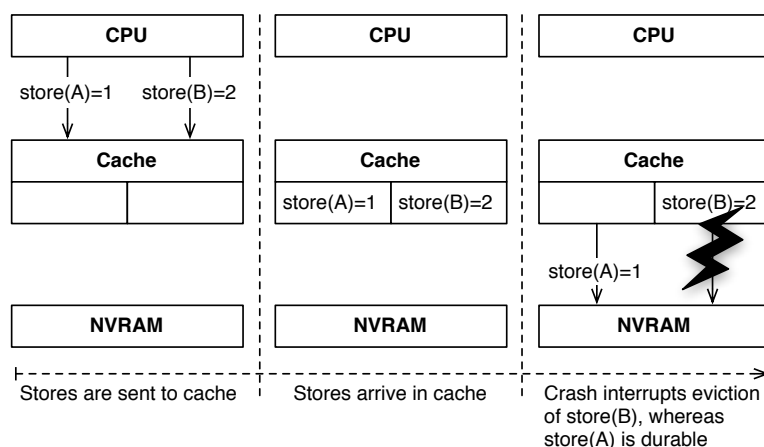 CPU
CPU
CPU
store(A)=1
store(B)=2
Cache
Cache
Cache
store(A)=1
store(B)=2
store(B)=2
store(A)=1
NVRAM
NVRAM
NVRAM
Stores are sent to cache
Stores arrive in cache
Crash interrupts eviction
of store(B), whereas
store(A) is durable